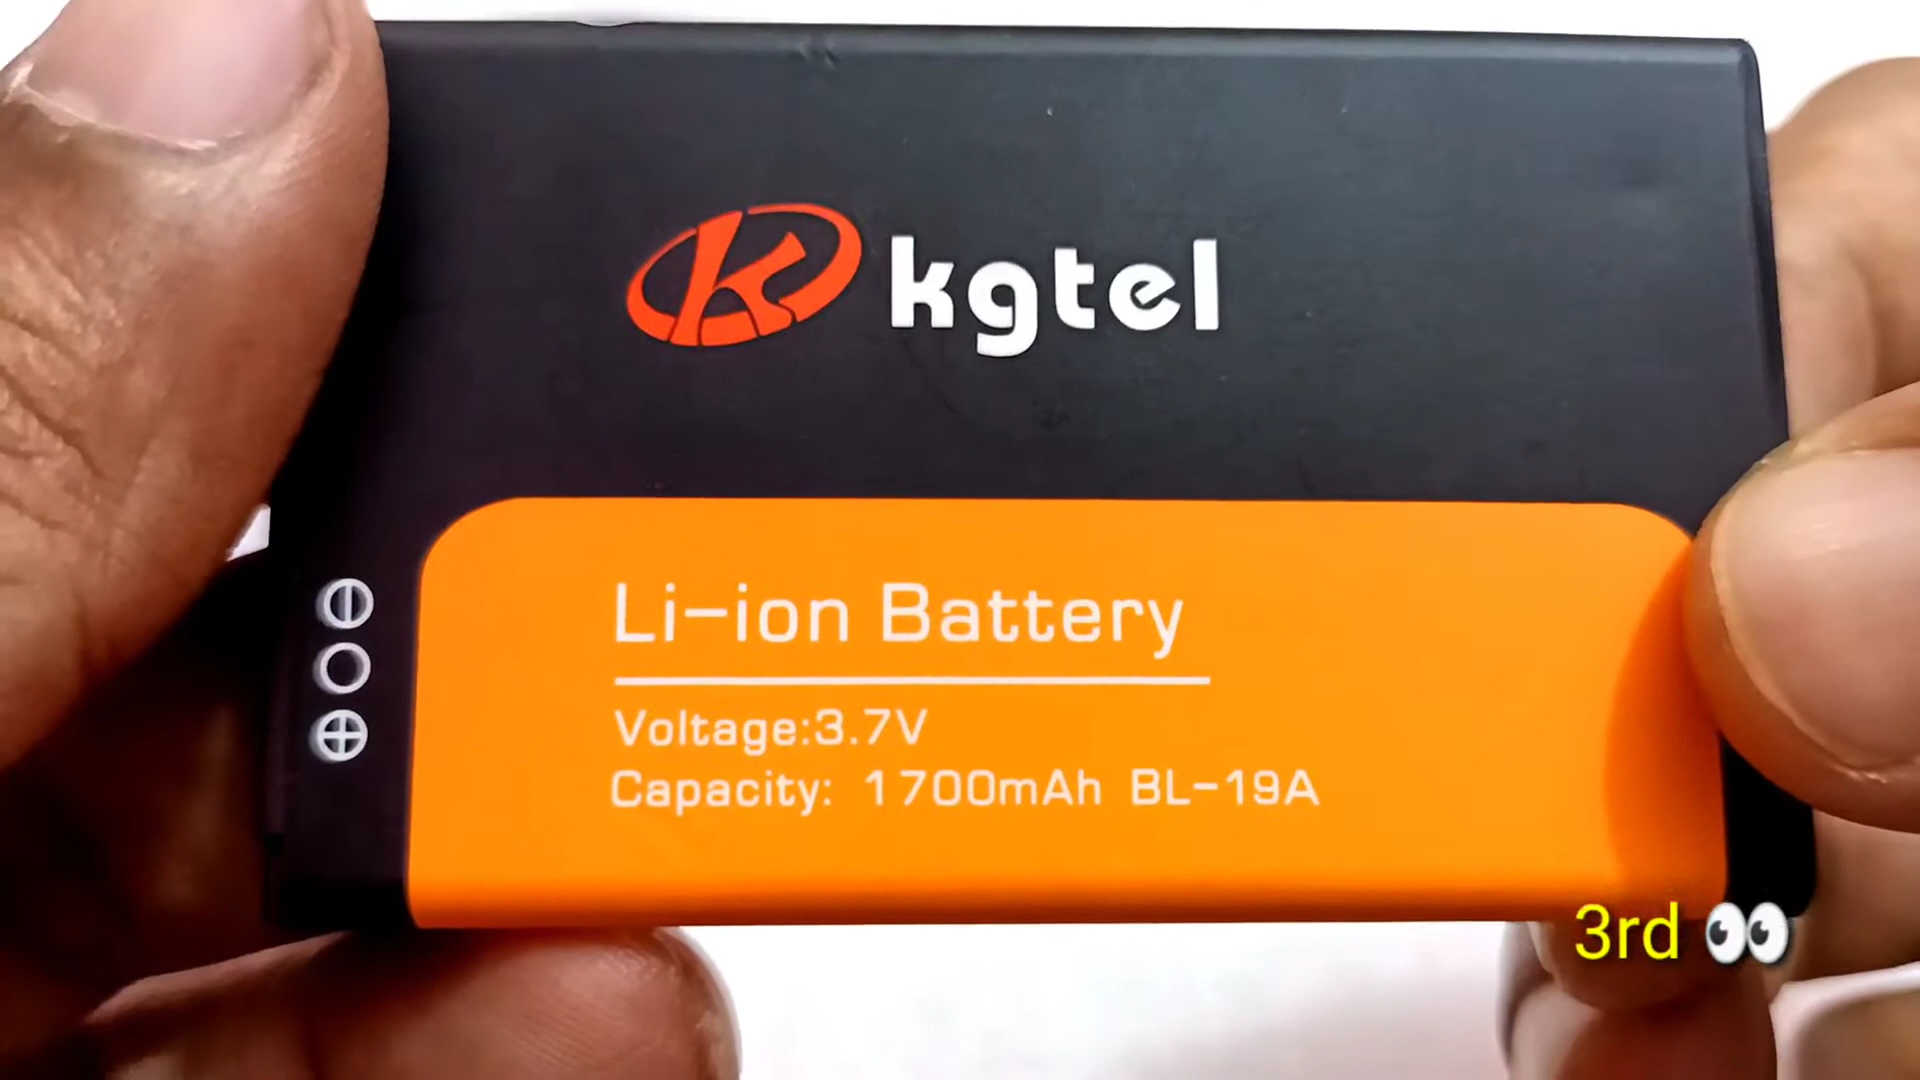 kgtel
Li-ion Battery
Voltage:3.7V
Capacity: 1700mAh BL-19A
3rd 👀